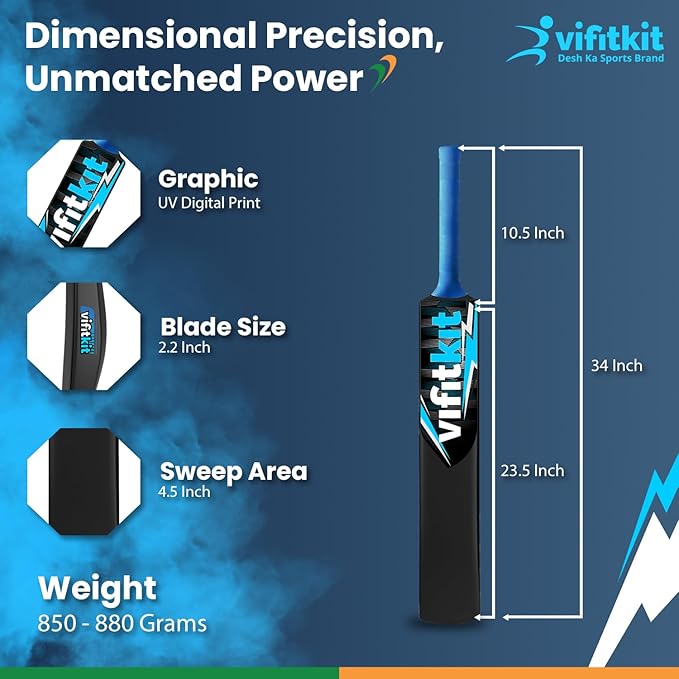 Dimensional Precision,
Unmatched Power
vifitkit
Desh Ka Sports Brand
vifitkit
Graphic
UV Digital Print
vifitkit
Blade Size
2.2 Inch
Sweep Area
4.5 Inch
Weight
850 - 880 Grams
vifitkit
10.5 Inch
34 Inch
23.5 Inch